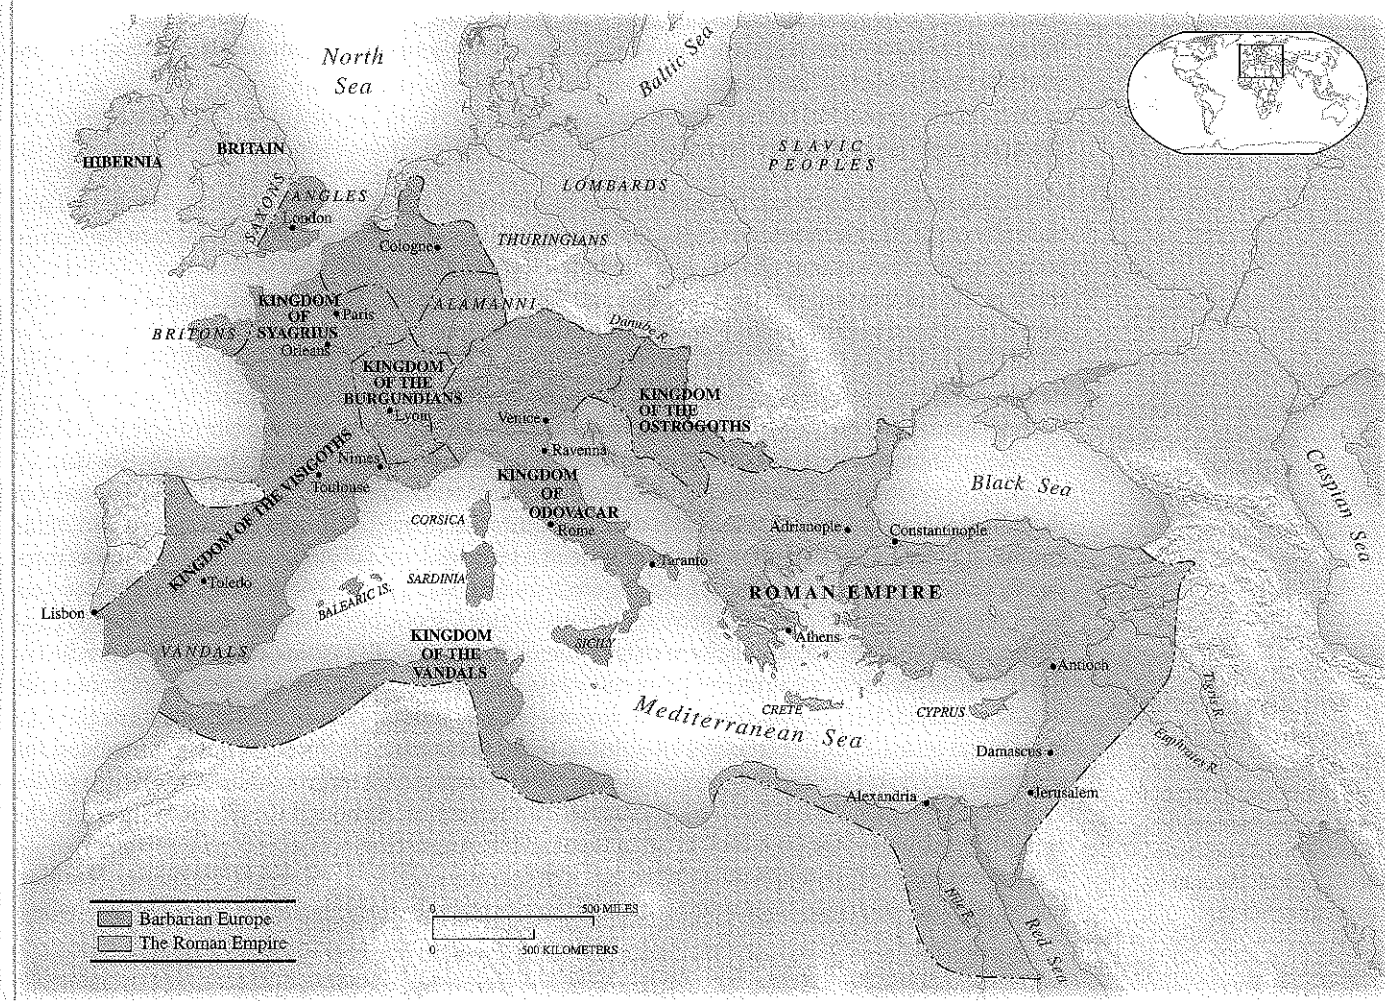 North
Sea
Baltic Sea
HIBERNIA
BRITAIN
SLAVIC
PEOPLES
SAXONS
ANGLES
LOMBARDS
London
Cologne
THURINGIANS
KINGDOM
OF
SYAGRIUS
Paris
ALAMANNI
BRITONS
Orleans
Danube R.
KINGDOM
OF THE
BURGUNDIANS
Lyon
KINGDOM
OF THE
OSTROGOTHS
Venice
Ravenna
KINGDOM OF THE VISIGOTHS
Nimes
Toulouse
KINGDOM
OF
ODOVACAR
Rome
Black Sea
Caspian Sea
CORSICA
Adrianople
Constantinople
Taranto
Toledo
SARDINIA
BALEARIC IS.
ROMAN EMPIRE
Lisbon
VANDALS
KINGDOM
OF THE
VANDALS
SICILY
Athens
Antioch
Tigris R.
Mediterranean Sea
CRETE
CYPRUS
Euphrates R.
Damascus
Jerusalem
Alexandria
Nile R.
Red Sea
Barbarian Europe
The Roman Empire
0 500 MILES
0 500 KILOMETERS